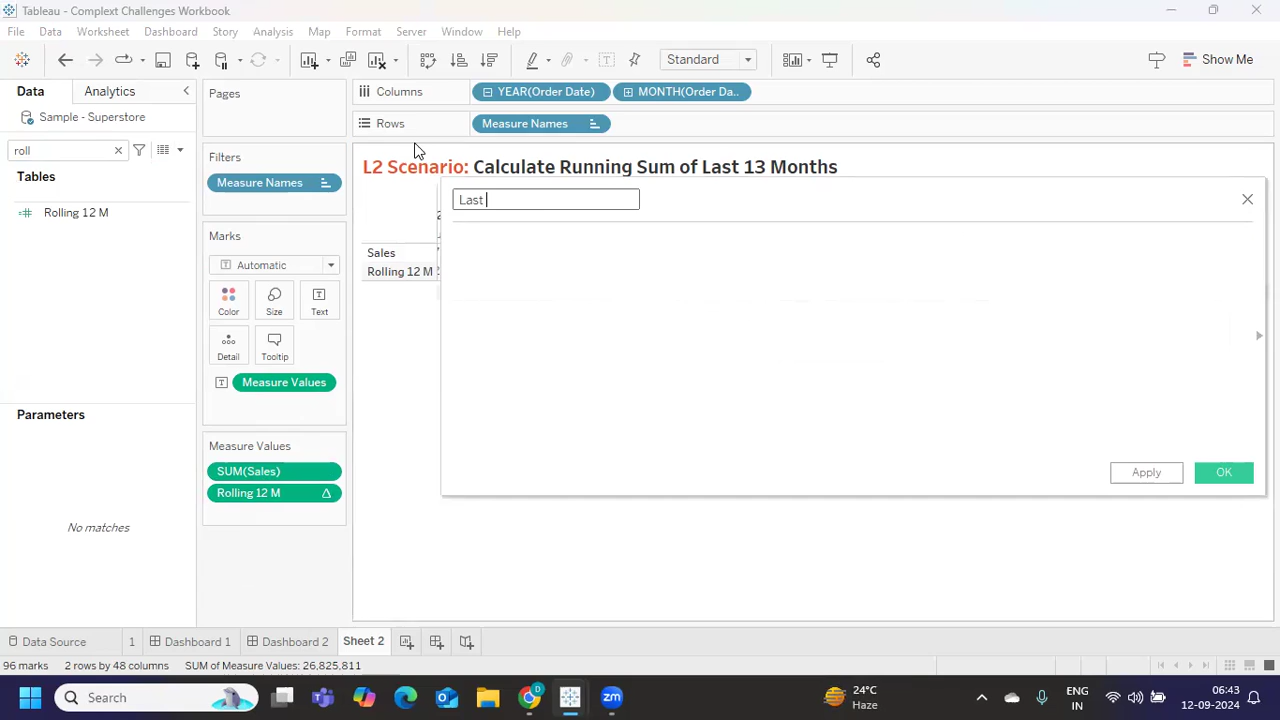 Tableau - Complext Challenges Workbook
File Data Worksheet Dashboard Story Analysis Map Format Server Window Help
Standard Show Me
Data Analytics Pages Columns YEAR(Order Date) MONTH(Order Da..
Sample - Superstore
Rows Measure Names
roll
Filters
Measure Names
L2 Scenario: Calculate Running Sum of Last 13 Months
Tables
Rolling 12 M
Last
Marks
Automatic
Sales
Rolling 12 M
Color Size Text
Detail Tooltip
Measure Values
Parameters
No matches
Measure Values
SUM(Sales)
Rolling 12 M
Apply OK
Data Source 1 Dashboard 1 Dashboard 2 Sheet 2
96 marks 2 rows by 48 columns SUM of Measure Values: 26,825.811
Search
24°C
Haze
ENG
IN
06:43
12-09-2024